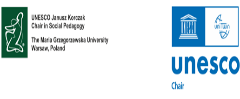 UNESCO Janusz Korczak
Chair in Social Pedagogy
The Maria Grzegorzewska University
Warsaw, Poland
unesco
Chair